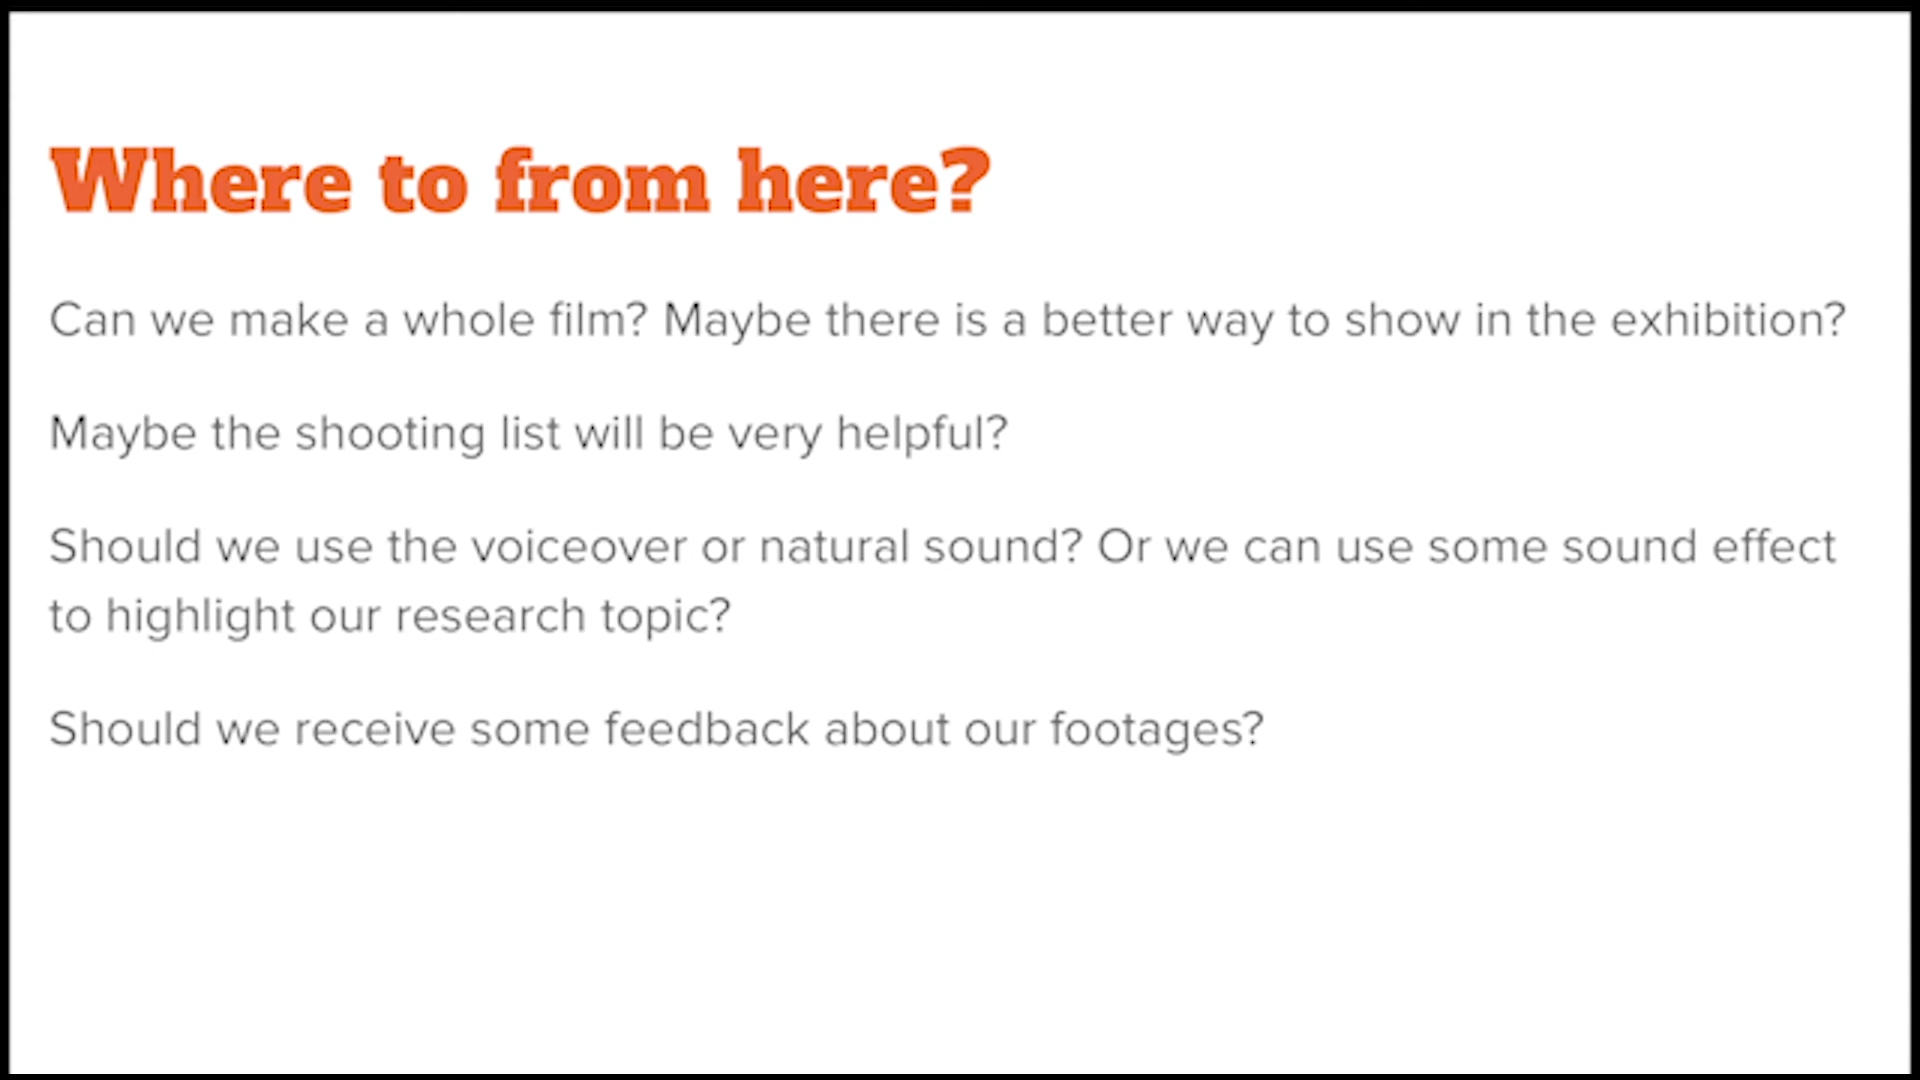 Where to from here?
Can we make a whole film? Maybe there is a better way to show in the exhibition?
Maybe the shooting list will be very helpful?
Should we use the voiceover or natural sound? Or we can use some sound effect
to highlight our research topic?
Should we receive some feedback about our footages?